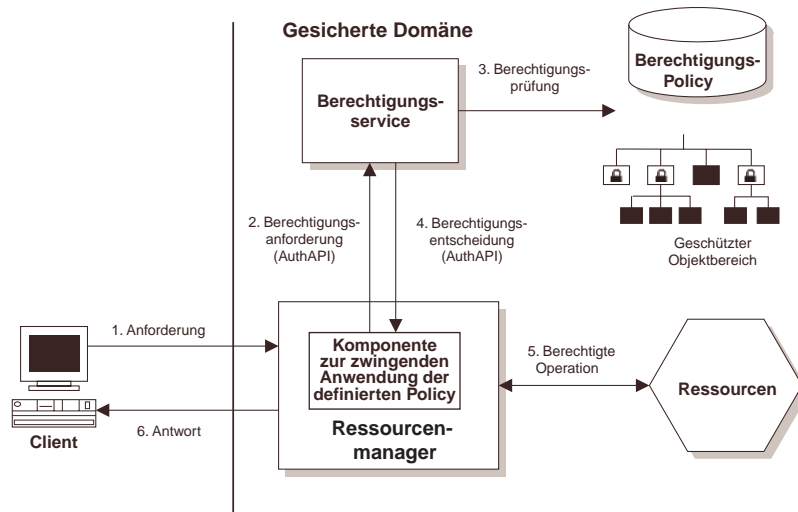 Gesicherte Domäne
Berechtigungs-
service
3. Berechtigungs-
prüfung
Berechtigungs-
Policy
2. Berechtigungs-
anforderung
(AuthAPI)
4. Berechtigungs-
entscheidung
(AuthAPI)
Geschützter
Objektbereich
1. Anforderung
Komponente
zur zwingenden
Anwendung der
definierten Policy
5. Berechtigte
Operation
Ressourcen
6. Antwort
Client
Ressourcen-
manager